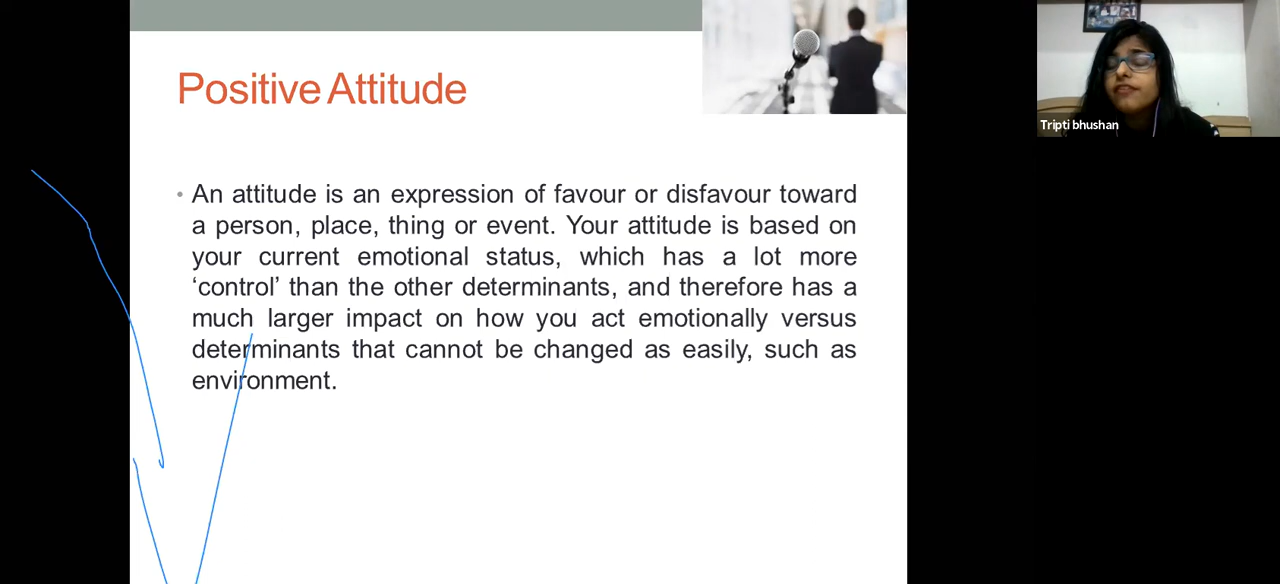 Positive Attitude
An attitude is an expression of favour or disfavour toward
a person, place, thing or event. Your attitude is based on
your current emotional status, which has a lot more
‘control’ than the other determinants, and therefore has a
much larger impact on how you act emotionally versus
determinants that cannot be changed as easily, such as
environment.
Tripti bhushan